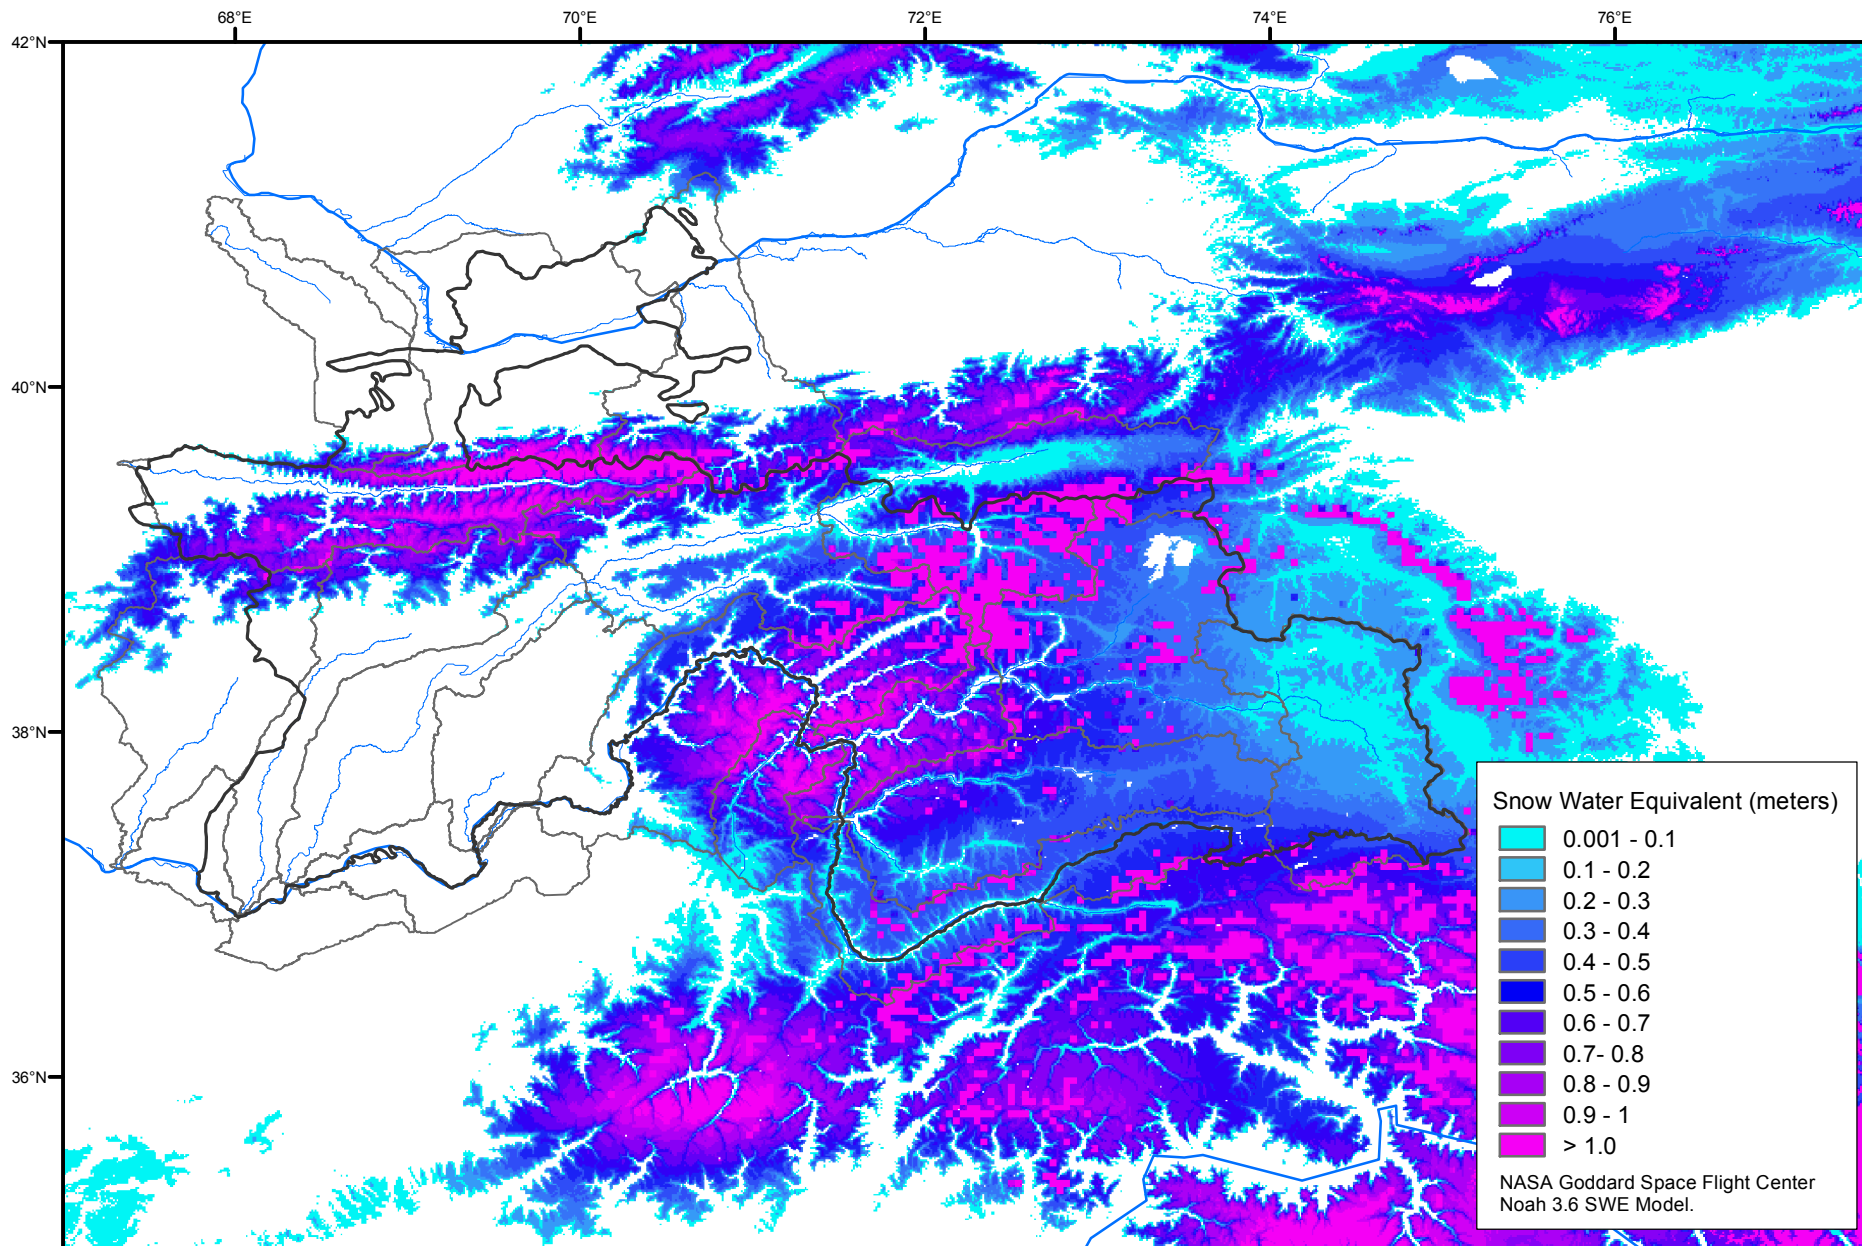 68°E
70°E
72°E
74°E
76°E
42°N
40°N
38°N
36°N
Snow Water Equivalent (meters)
0.001 - 0.1
0.1 - 0.2
0.2 - 0.3
0.3 - 0.4
0.4 - 0.5
0.5 - 0.6
0.6 - 0.7
0.7- 0.8
0.8 - 0.9
0.9 - 1
> 1.0
NASA Goddard Space Flight Center
Noah 3.6 SWE Model.